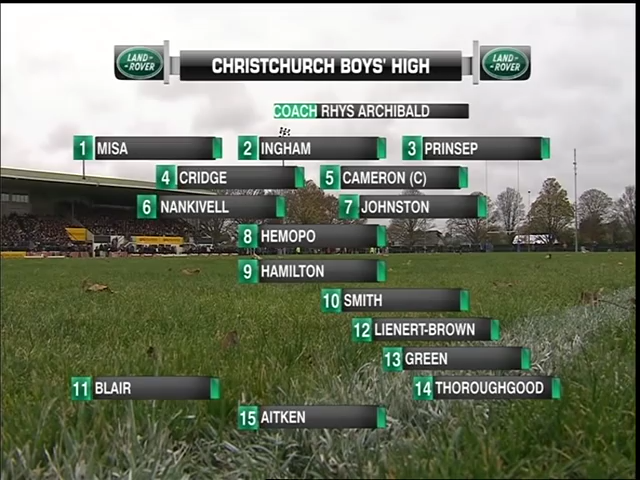 LAND-
-ROVER
CHRISTCHURCH BOYS' HIGH
LAND-
-ROVER
COACH RHYS ARCHIBALD
1 MISA 2 INGHAM 3 PRINSEP
4 CRIDGE 5 CAMERON (C)
6 NANKIVELL 7 JOHNSTON
8 HEMOPO
9 HAMILTON
10 SMITH
12 LIENERT-BROWN
13 GREEN
11 BLAIR 14 THOROUGHGOOD
15 AITKEN